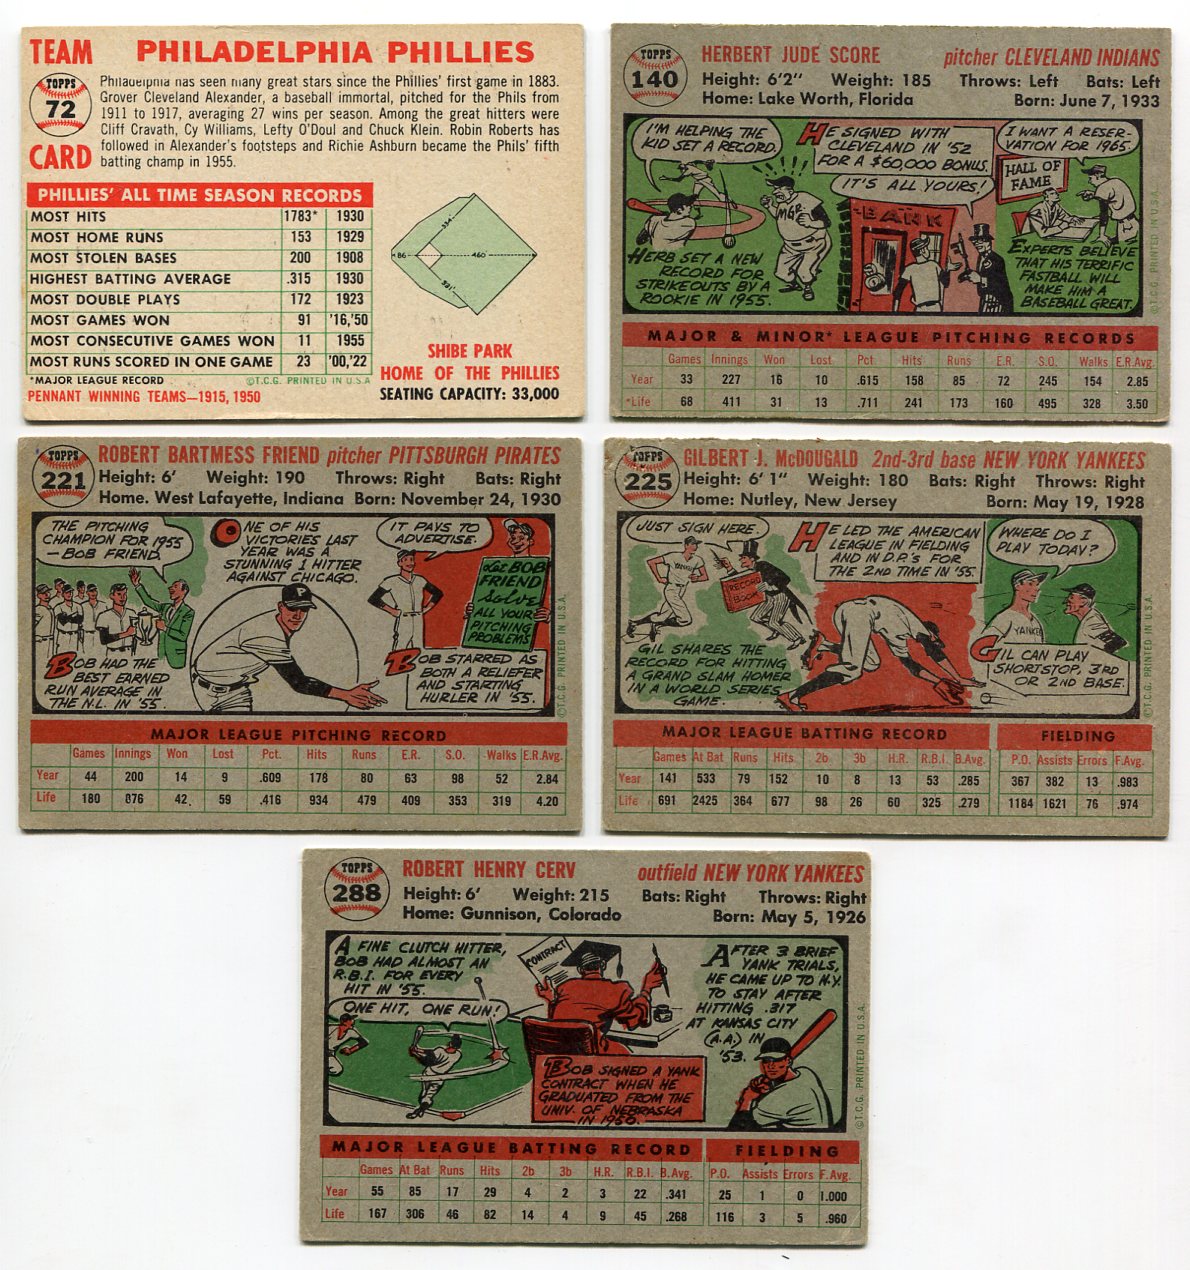 TEAM
TOPPS
72
CARD
PHILADELPHIA PHILLIES
Philadelphia has seen many great stars since the Phillies' first game in 1883.
Grover Cleveland Alexander, a baseball immortal, pitched for the Phils from
1911 to 1917, averaging 27 wins per season. Among the great hitters were
Cliff Cravath, Cy Williams, Lefty O'Doul and Chuck Klein. Robin Roberts has
followed in Alexander's footsteps and Richie Ashburn became the Phils' fifth
batting champ in 1955.
PHILLIES' ALL TIME SEASON RECORDS
MOST HITS 1783* 1930
MOST HOME RUNS 153 1929
MOST STOLEN BASES 200 1908
HIGHEST BATTING AVERAGE .315 1930
MOST DOUBLE PLAYS 172 1923
MOST GAMES WON 91 '16,'50
MOST CONSECUTIVE GAMES WON 11 1955
MOST RUNS SCORED IN ONE GAME 23 '00,'22
*MAJOR LEAGUE RECORD ©T.C.G. PRINTED IN U.S.A
PENNANT WINNING TEAMS—1915, 1950
334'
86 460
331'
SHIBE PARK
HOME OF THE PHILLIES
SEATING CAPACITY: 33,000
TOPPS
140
HERBERT JUDE SCORE pitcher CLEVELAND INDIANS
Height: 6'2" Weight: 185 Throws: Left Bats: Left
Home: Lake Worth, Florida Born: June 7, 1933
I'M HELPING THE
KID SET A RECORD.
MGR.
HERB SET A NEW
RECORD FOR
STRIKEOUTS BY A
ROOKIE IN 1955.
HE SIGNED WITH
CLEVELAND IN '52
FOR A $60,000 BONUS.
IT'S ALL YOURS!
BANK
I WANT A RESER-
VATION FOR 1965.
HALL OF
FAME
EXPERTS BELIEVE
THAT HIS TERRIFIC
FASTBALL WILL
MAKE HIM A
BASEBALL GREAT.
©T.C.G. PRINTED IN U.S.A.
MAJOR & MINOR* LEAGUE PITCHING RECORDS
Games Innings Won Lost Pct. Hits Runs E.R. S.O. Walks E.R.Avg.
Year 33 227 16 10 .615 158 85 72 245 154 2.85
*Life 68 411 31 13 .711 241 173 160 495 328 3.50
TOPPS
221
ROBERT BARTMESS FRIEND pitcher PITTSBURGH PIRATES
Height: 6' Weight: 190 Throws: Right Bats: Right
Home. West Lafayette, Indiana Born: November 24, 1930
THE PITCHING
CHAMPION FOR 1955
—BOB FRIEND.
BOB HAD THE
BEST EARNED
RUN AVERAGE IN
THE N.L. IN '55.
ONE OF HIS
VICTORIES LAST
YEAR WAS A
STUNNING 1 HITTER
AGAINST CHICAGO.
P
IT PAYS TO
ADVERTISE.
Let BOB
FRIEND
Solve
ALL YOUR
PITCHING
PROBLEMS
BOB STARRED AS
BOTH A RELIEFER
AND STARTING
HURLER IN '55.
©T.C.G. PRINTED IN U.S.A.
MAJOR LEAGUE PITCHING RECORD
Games Innings Won Lost Pct. Hits Runs E.R. S.O. Walks E.R.Avg.
Year 44 200 14 9 .609 178 80 63 98 52 2.84
Life 180 876 42. 59 .416 934 479 409 353 319 4.20
TOPPS
225
GILBERT J. McDOUGALD 2nd-3rd base NEW YORK YANKEES
Height: 6' 1" Weight: 180 Bats: Right Throws: Right
Home: Nutley, New Jersey Born: May 19, 1928
JUST SIGN HERE.
YANKEES
RECORD
BOOK
GIL SHARES THE
RECORD FOR HITTING
A GRAND SLAM HOMER
IN A WORLD SERIES
GAME.
HE LED THE AMERICAN
LEAGUE IN FIELDING
AND IN D.P.'S FOR
THE 2ND TIME IN '55.
WHERE DO I
PLAY TODAY?
YANKEE
GIL CAN PLAY
SHORTSTOP, 3RD
OR 2ND BASE.
©T.C.G. PRINTED IN U.S.A.
MAJOR LEAGUE BATTING RECORD FIELDING
Games At Bat Runs Hits 2b 3b H.R. R.B.I. B.Avg. P.O. Assists Errors F.Avg.
Year 141 533 79 152 10 8 13 53 .285 367 382 13 .983
Life 691 2425 364 677 98 26 60 325 .279 1184 1621 76 .974
TOPPS
288
ROBERT HENRY CERV outfield NEW YORK YANKEES
Height: 6' Weight: 215 Bats: Right Throws: Right
Home: Gunnison, Colorado Born: May 5, 1926
A FINE CLUTCH HITTER,
BOB HAD ALMOST AN
R.B.I. FOR EVERY
HIT IN '55.
ONE HIT, ONE RUN!
CONTRACT
BOB SIGNED A YANK
CONTRACT WHEN HE
GRADUATED FROM THE
UNIV. OF NEBRASKA
IN 1950.
AFTER 3 BRIEF
YANK TRIALS,
HE CAME UP TO N.Y.
TO STAY AFTER
HITTING .317
AT KANSAS CITY
(A.A.) IN
'53.
©T.C.G. PRINTED IN U.S.A.
MAJOR LEAGUE BATTING RECORD FIELDING
Games At Bat Runs Hits 2b 3b H.R. R.B.I. B.Avg. P.O. Assists Errors F.Avg.
Year 55 85 17 29 4 2 3 22 .341 25 1 0 1.000
Life 167 306 46 82 14 4 9 45 .268 116 3 5 .960